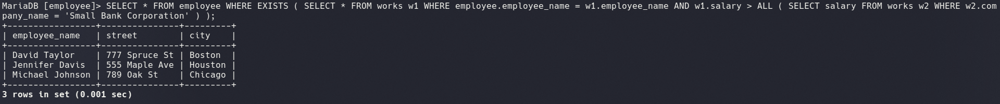 MariaDB [employee]> SELECT * FROM employee WHERE EXISTS ( SELECT * FROM works w1 WHERE employee.employee_name = w1.employee_name AND w1.salary > ALL ( SELECT salary FROM works w2 WHERE w2.com
pany_name = 'Small Bank Corporation' ) );
+-----------------+---------------+---------+
| employee_name   | street        | city    |
+-----------------+---------------+---------+
| David Taylor    | 777 Spruce St | Boston  |
| Jennifer Davis  | 555 Maple Ave | Houston |
| Michael Johnson | 789 Oak St    | Chicago |
+-----------------+---------------+---------+
3 rows in set (0.001 sec)